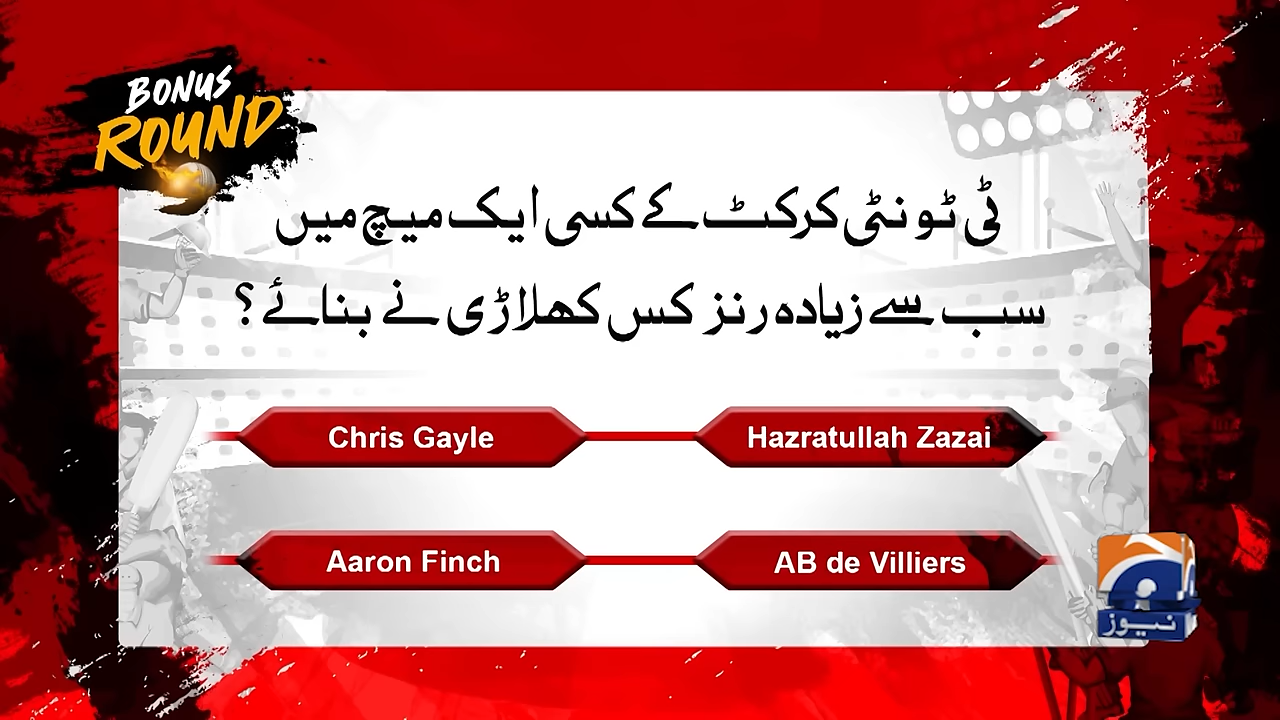 BONUS
ROUND
ٹی ٹونٹی کرکٹ کے کسی ایک میچ میں
سب سے زیادہ رنز کس کھلاڑی نے بنائے ؟
Chris Gayle
Hazratullah Zazai
Aaron Finch
AB de Villiers
نیوز